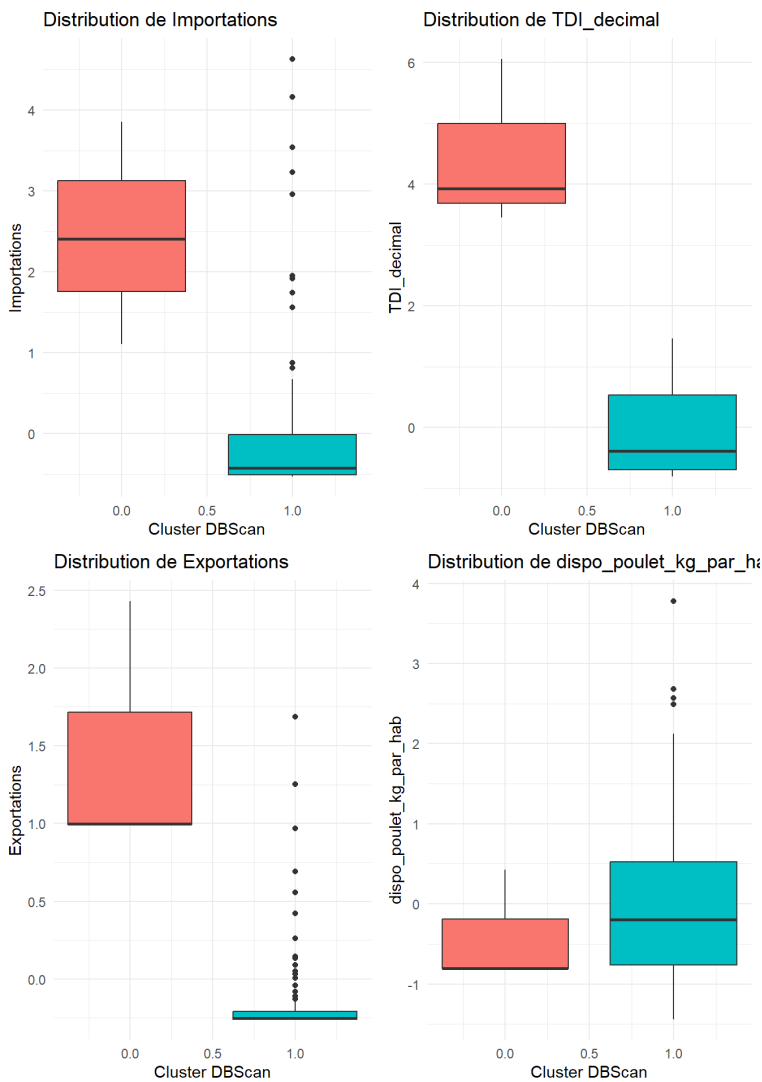 Distribution de Importations
Importations
4
3
2
1
0
0.0 0.5 1.0
Cluster DBScan
Distribution de TDI_decimal
TDI_decimal
6
4
2
0
0.0 0.5 1.0
Cluster DBScan
Distribution de Exportations
Exportations
2.5
2.0
1.5
1.0
0.5
0.0
0.0 0.5 1.0
Cluster DBScan
Distribution de dispo_poulet_kg_par_ha
dispo_poulet_kg_par_hab
4
3
2
1
0
-1
0.0 0.5 1.0
Cluster DBScan